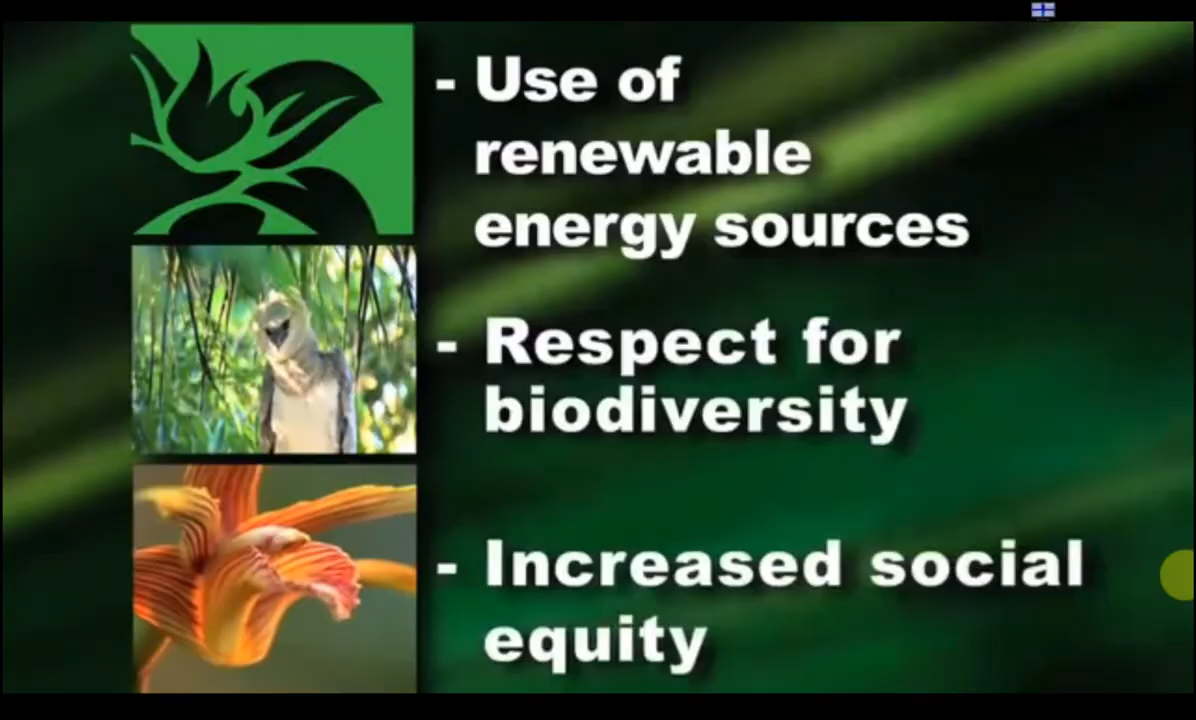 - Use of
renewable
energy sources
- Respect for
biodiversity
- Increased social
equity